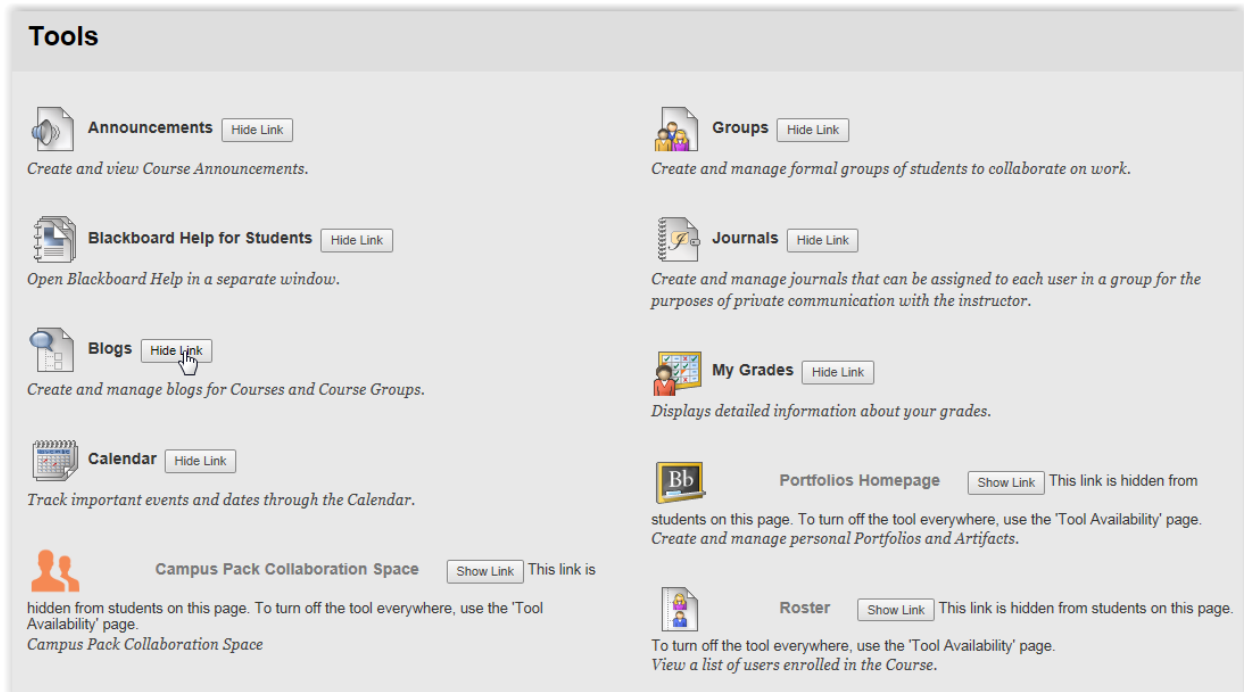 Tools
Announcements Hide Link
Create and view Course Announcements.
Blackboard Help for Students Hide Link
Open Blackboard Help in a separate window.
Blogs Hide Link
Create and manage blogs for Courses and Course Groups.
Calendar Hide Link
Track important events and dates through the Calendar.
Campus Pack Collaboration Space Show Link This link is
hidden from students on this page. To turn off the tool everywhere, use the 'Tool
Availability' page.
Campus Pack Collaboration Space
Groups Hide Link
Create and manage formal groups of students to collaborate on work.
Journals Hide Link
Create and manage journals that can be assigned to each user in a group for the
purposes of private communication with the instructor.
My Grades Hide Link
Displays detailed information about your grades.
Bb
Portfolios Homepage Show Link This link is hidden from
students on this page. To turn off the tool everywhere, use the 'Tool Availability' page.
Create and manage personal Portfolios and Artifacts.
Roster Show Link This link is hidden from students on this page.
To turn off the tool everywhere, use the 'Tool Availability' page.
View a list of users enrolled in the Course.